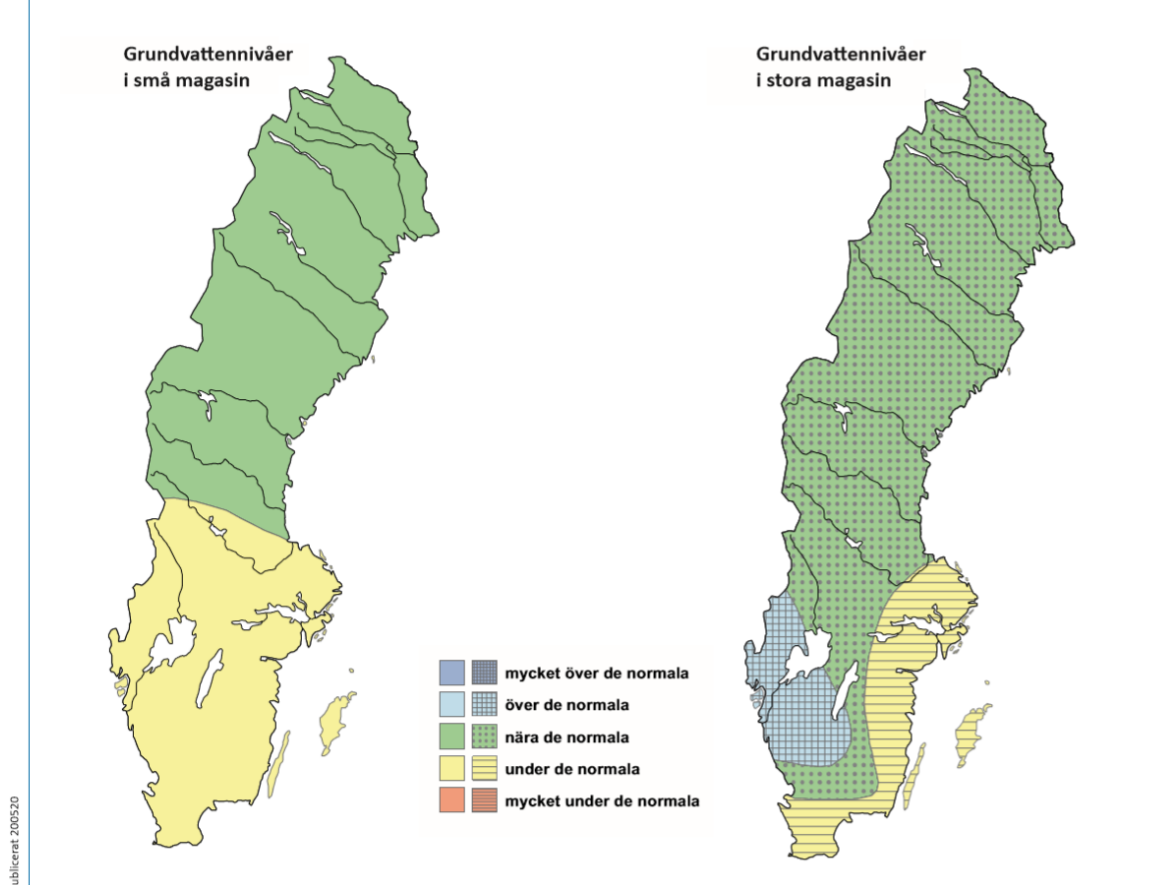 Grundvattennivåer
i små magasin
Grundvattennivåer
i stora magasin
mycket över de normala
över de normala
nära de normala
under de normala
mycket under de normala
ublicerat 200520